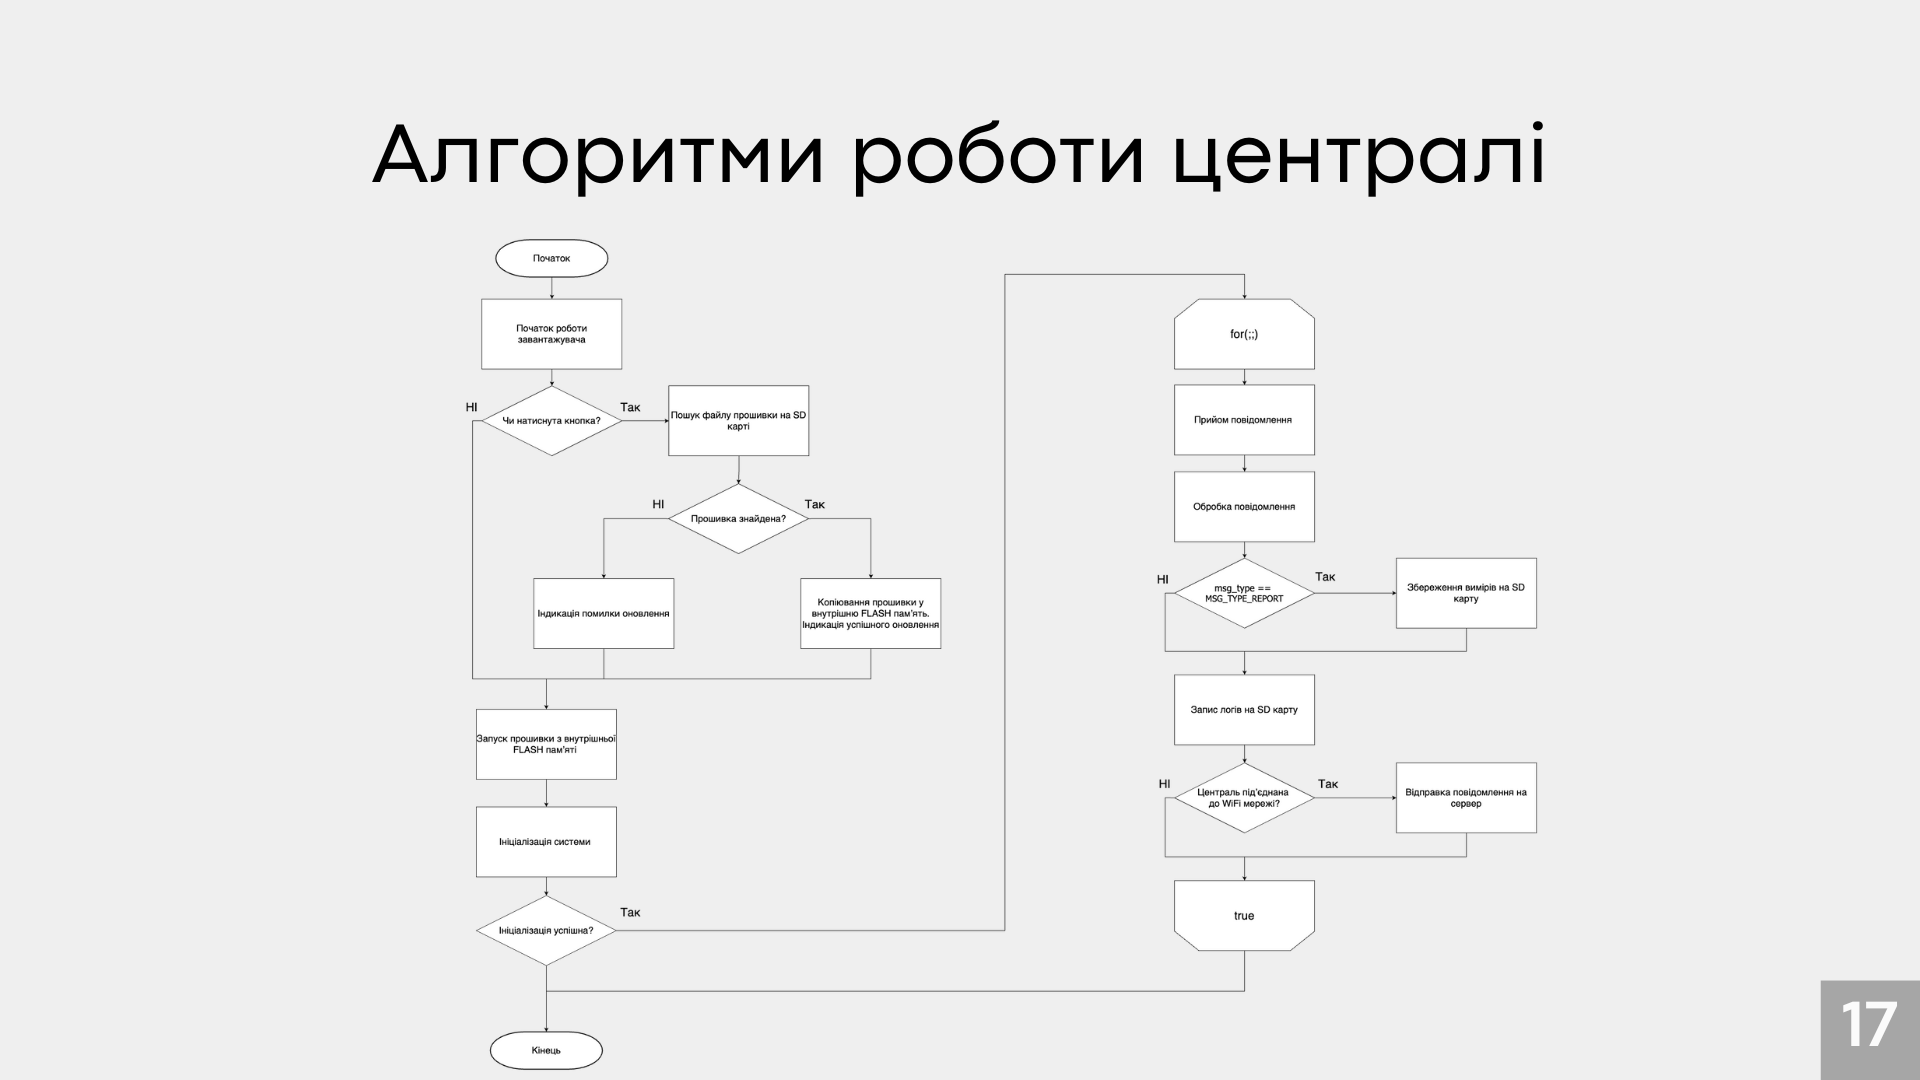 Алгоритми роботи централі
Початок
Початок роботи
завантажувача
НІ
Чи натиснута кнопка?
Так
Пошук файлу прошивки на SD
карті
НІ
Прошивка знайдена?
Так
Індикація помилки оновлення
Копіювання прошивки у
внутрішню FLASH пам'ять.
Індикація успішного оновлення
Запуск прошивки з внутрішньої
FLASH пам'яті
Ініціалізація системи
Ініціалізація успішна?
Так
Кінець
for(;;)
Прийом повідомлення
Обробка повідомлення
НІ
msg_type ==
MSG_TYPE_REPORT
Так
Збереження вимірів на SD
карту
Запис логів на SD карту
НІ
Централь під'єднана
до WiFi мережі?
Так
Відправка повідомлення на
сервер
true
17